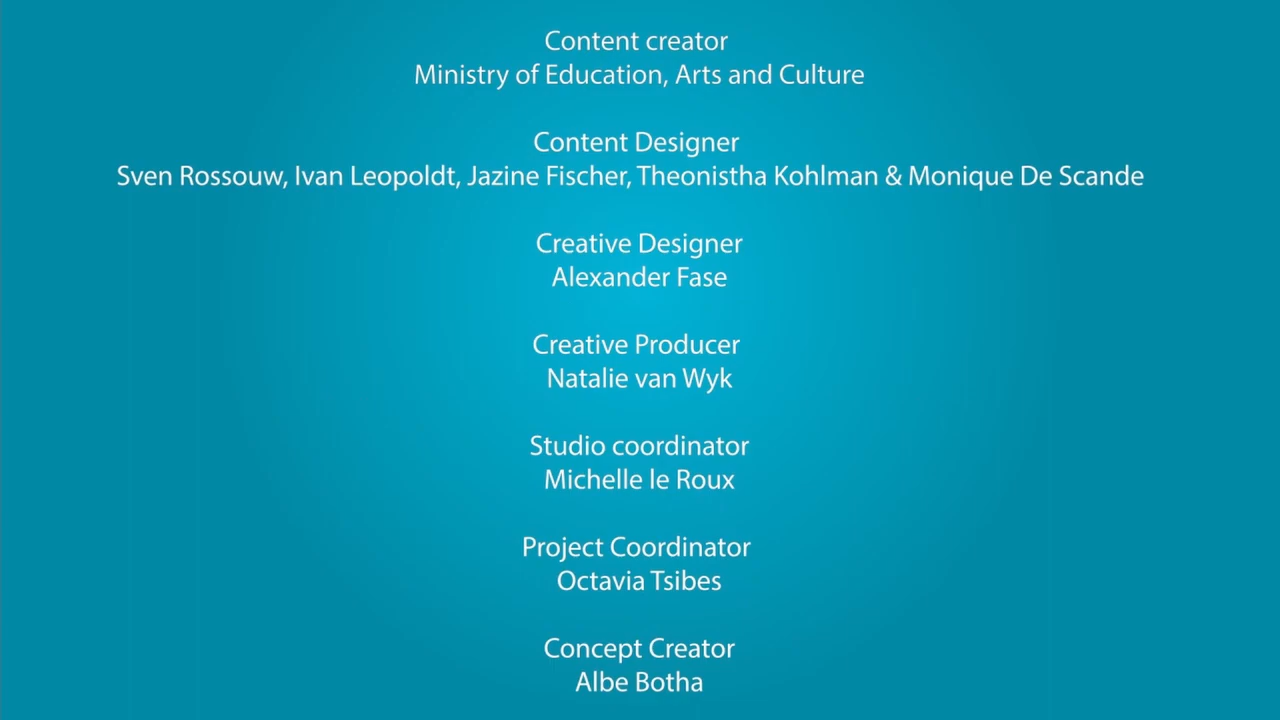 Content creator
Ministry of Education, Arts and Culture
Content Designer
Sven Rossouw, Ivan Leopoldt, Jazine Fischer, Theonistha Kohlman & Monique De Scande
Creative Designer
Alexander Fase
Creative Producer
Natalie van Wyk
Studio coordinator
Michelle le Roux
Project Coordinator
Octavia Tsibes
Concept Creator
Albe Botha